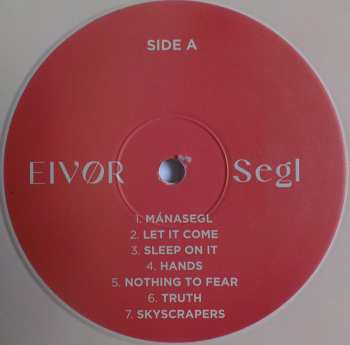 SIDE A
EIVØR Segl
1. MÁNASEGL
2. LET IT COME
3. SLEEP ON IT
4. HANDS
5. NOTHING TO FEAR
6. TRUTH
7. SKYSCRAPERS